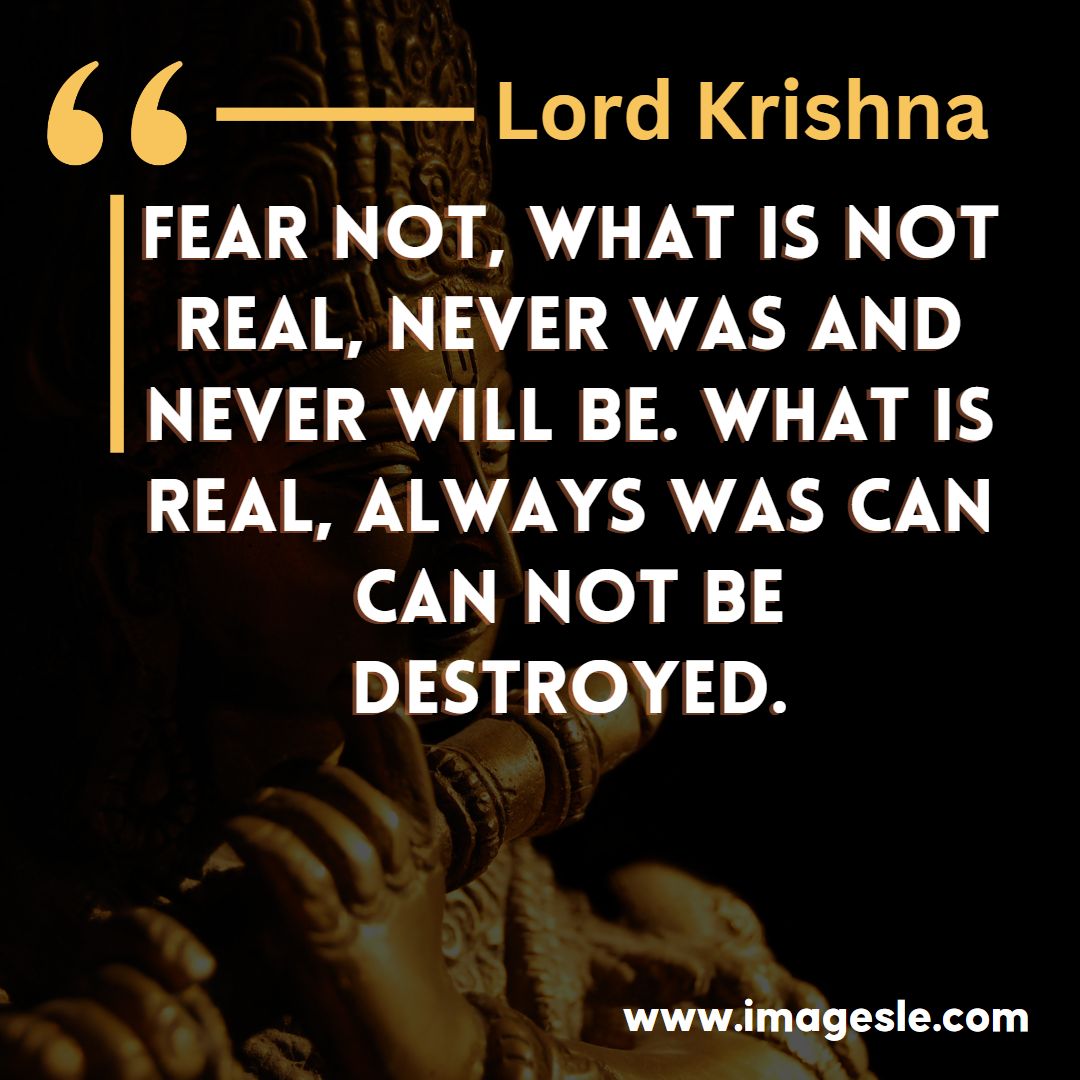 Lord Krishna
FEAR NOT, WHAT IS NOT
REAL, NEVER WAS AND
NEVER WILL BE. WHAT IS
REAL, ALWAYS WAS CAN
CAN NOT BE
DESTROYED.
www.imagesle.com